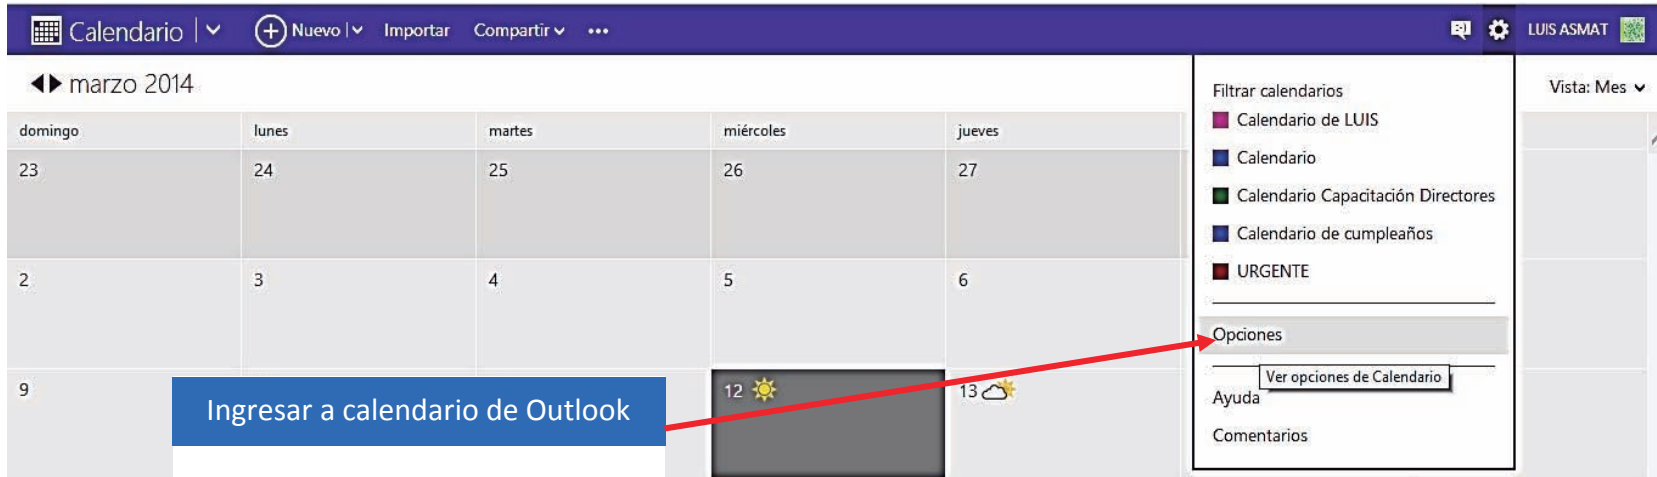 Calendario Nuevo Importar Compartir ••• LUIS ASMAT
marzo 2014
Vista: Mes
domingo lunes martes miércoles jueves
23 24 25 26 27
2 3 4 5 6
9 12 13
Ingresar a calendario de Outlook
Filtrar calendarios
Calendario de LUIS
Calendario
Calendario Capacitación Directores
Calendario de cumpleaños
URGENTE
Opciones
Ver opciones de Calendario
Ayuda
Comentarios